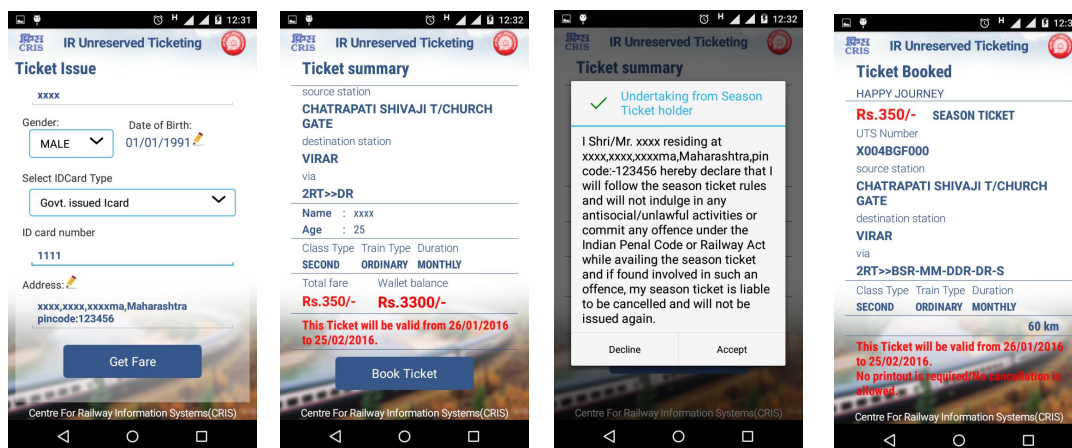 H 12:31
क्रिस
CRIS
IR Unreserved Ticketing
Ticket Issue
xxxx
Gender:
Date of Birth:
MALE
01/01/1991
Select IDCard Type
Govt. issued Icard
ID card number
1111
Address:
xxxx,xxxx,xxxxma,Maharashtra
pincode:123456
Get Fare
Centre For Railway Information Systems(CRIS)
H 12:32
क्रिस
CRIS
IR Unreserved Ticketing
Ticket summary
source station
CHATRAPATI SHIVAJI T/CHURCH
GATE
destination station
VIRAR
via
2RT>>DR
Name : xxxx
Age : 25
Class Type Train Type Duration
SECOND ORDINARY MONTHLY
Total fare Wallet balance
Rs.350/- Rs.3300/-
This Ticket will be valid from 26/01/2016
to 25/02/2016.
Book Ticket
Centre For Railway Information Systems(CRIS)
H 12:32
क्रिस
CRIS
IR Unreserved Ticketing
Ticket summary
Undertaking from Season
Ticket holder
I Shri/Mr. xxxx residing at
xxxx,xxxx,xxxxma,Maharashtra,pin
code:-123456 hereby declare that I
will follow the season ticket rules
and will not indulge in any
antisocial/unlawful activities or
commit any offence under the
Indian Penal Code or Railway Act
while availing the season ticket
and if found involved in such an
offence, my season ticket is liable
to be cancelled and will not be
issued again.
Decline Accept
Centre For Railway Information Systems(CRIS)
H 12:3
क्रिस
CRIS
IR Unreserved Ticketing
Ticket Booked
HAPPY JOURNEY
Rs.350/- SEASON TICKET
UTS Number
X004BGF000
source station
CHATRAPATI SHIVAJI T/CHURCH
GATE
destination station
VIRAR
via
2RT>>BSR-MM-DDR-DR-S
Class Type Train Type Duration
SECOND ORDINARY MONTHLY
60 km
This Ticket will be valid from 26/01/2016
to 25/02/2016.
No printout is required/No cancellation is
allowed.
Centre For Railway Information Systems(CRIS)